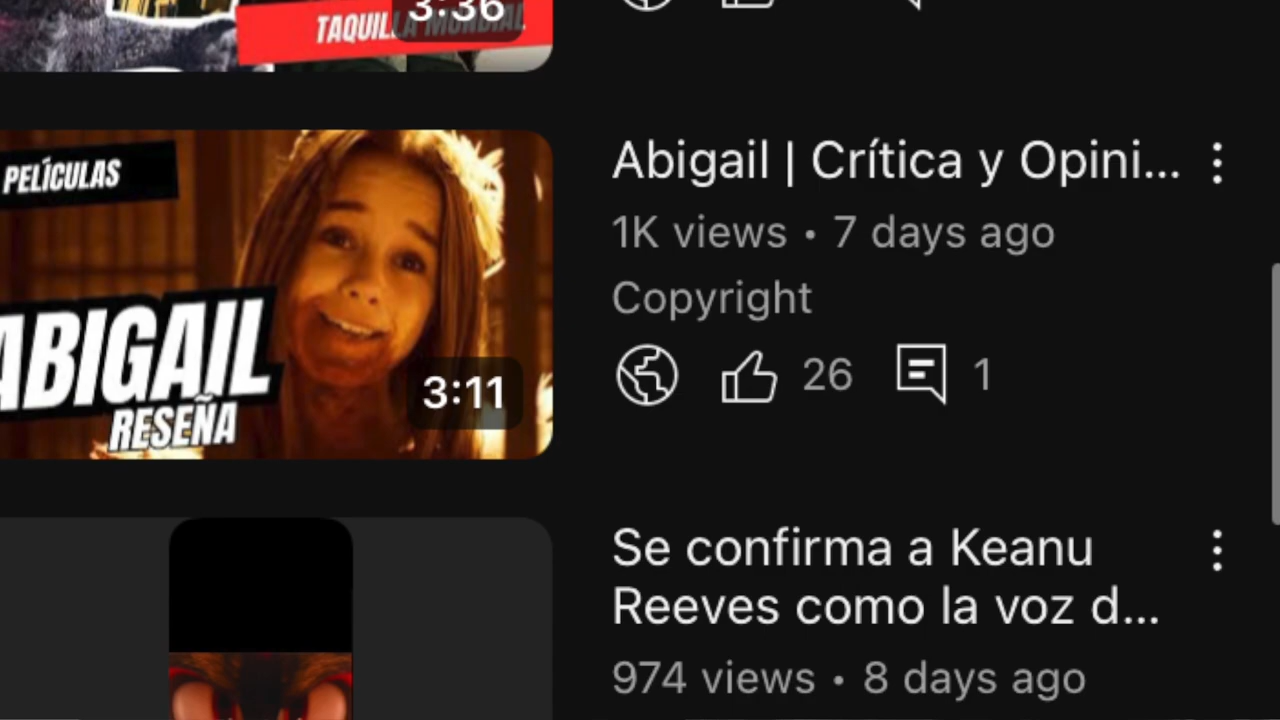 3:36
TAQUILLA MUNDIAL
PELÍCULAS
ABIGAIL
RESEÑA
3:11
Abigail | Crítica y Opini...
1K views • 7 days ago
Copyright
26
1
Se confirma a Keanu
Reeves como la voz d...
974 views • 8 days ago